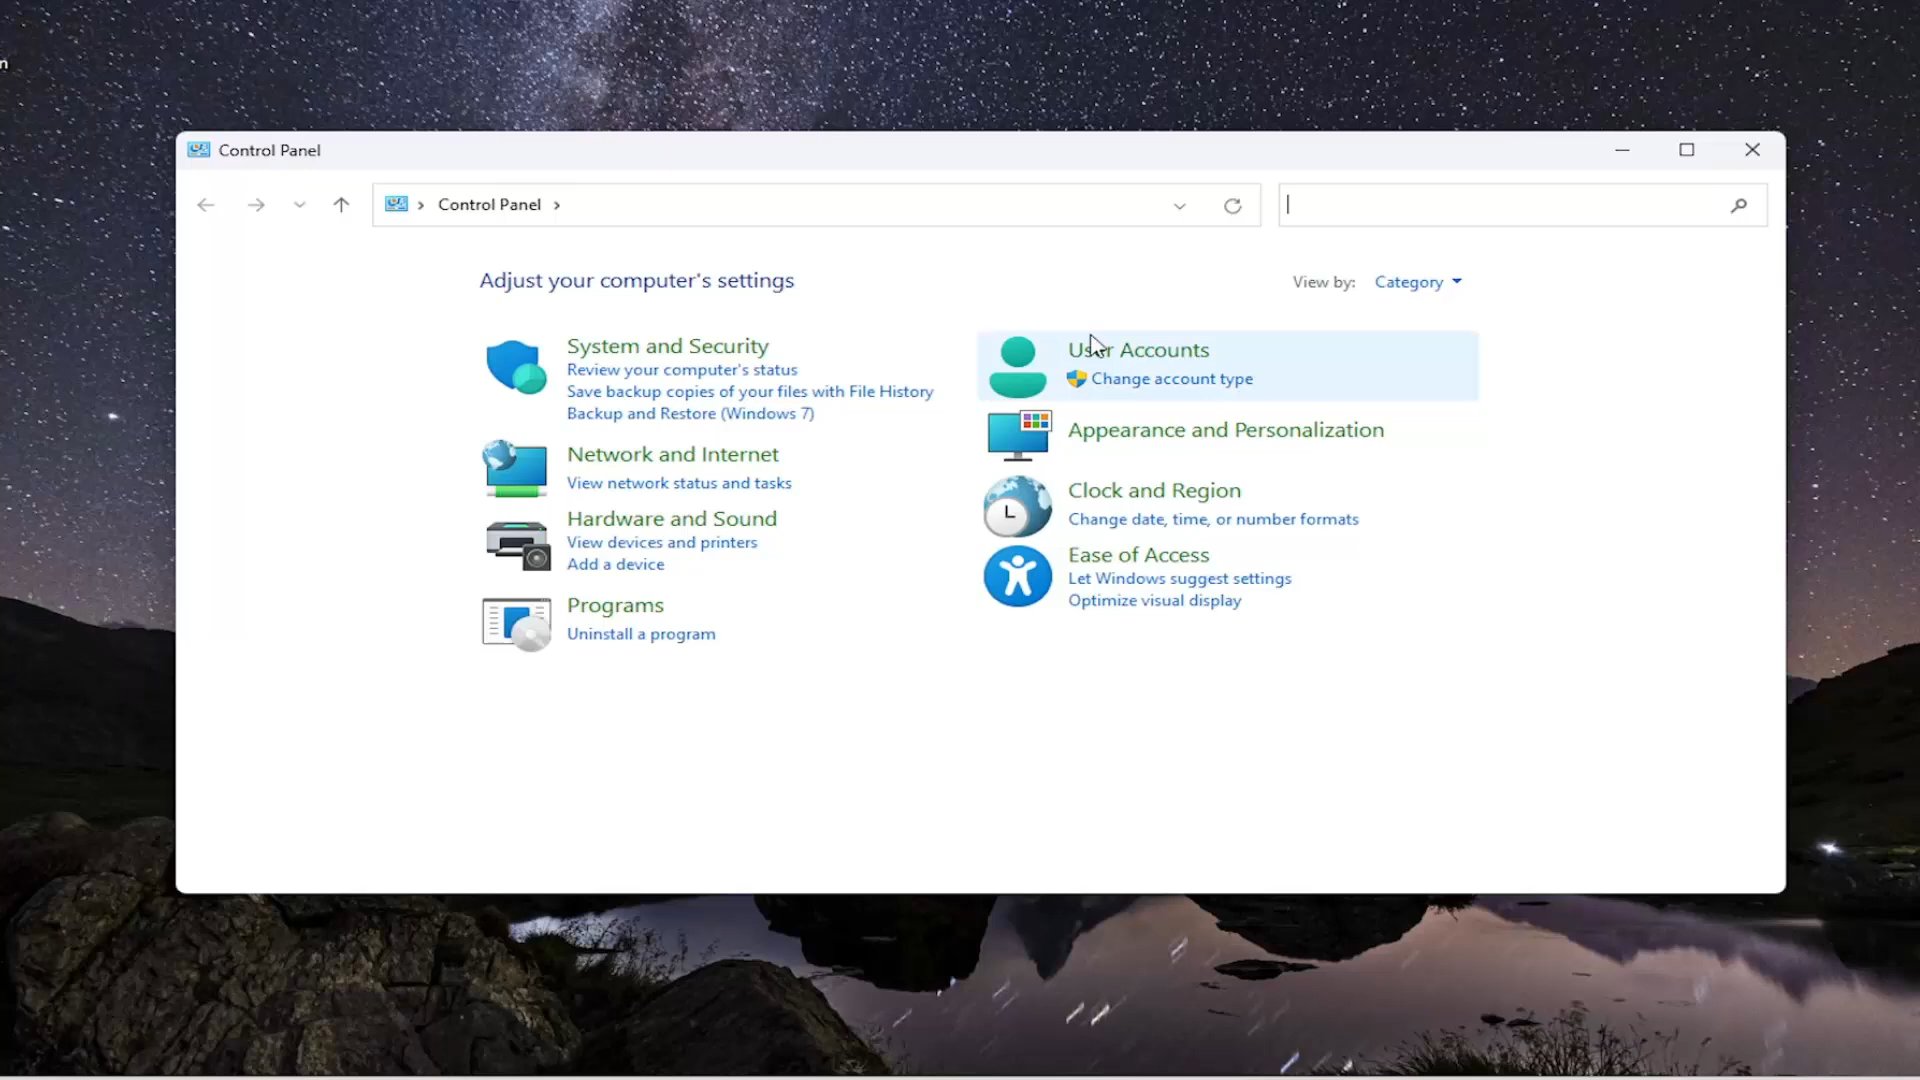 n
Control Panel
Control Panel
Adjust your computer's settings
View by: Category
System and Security
Review your computer's status
Save backup copies of your files with File History
Backup and Restore (Windows 7)
Network and Internet
View network status and tasks
Hardware and Sound
View devices and printers
Add a device
Programs
Uninstall a program
User Accounts
Change account type
Appearance and Personalization
Clock and Region
Change date, time, or number formats
Ease of Access
Let Windows suggest settings
Optimize visual display